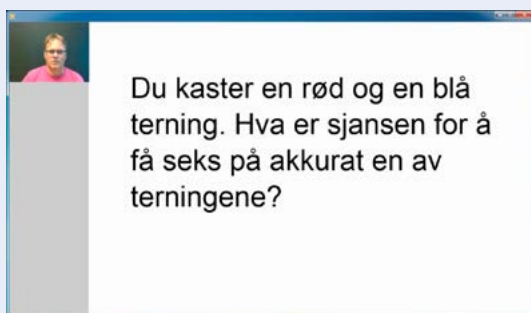 Du kaster en rød og en blå
terning. Hva er sjansen for å
få seks på akkurat en av
terningene?